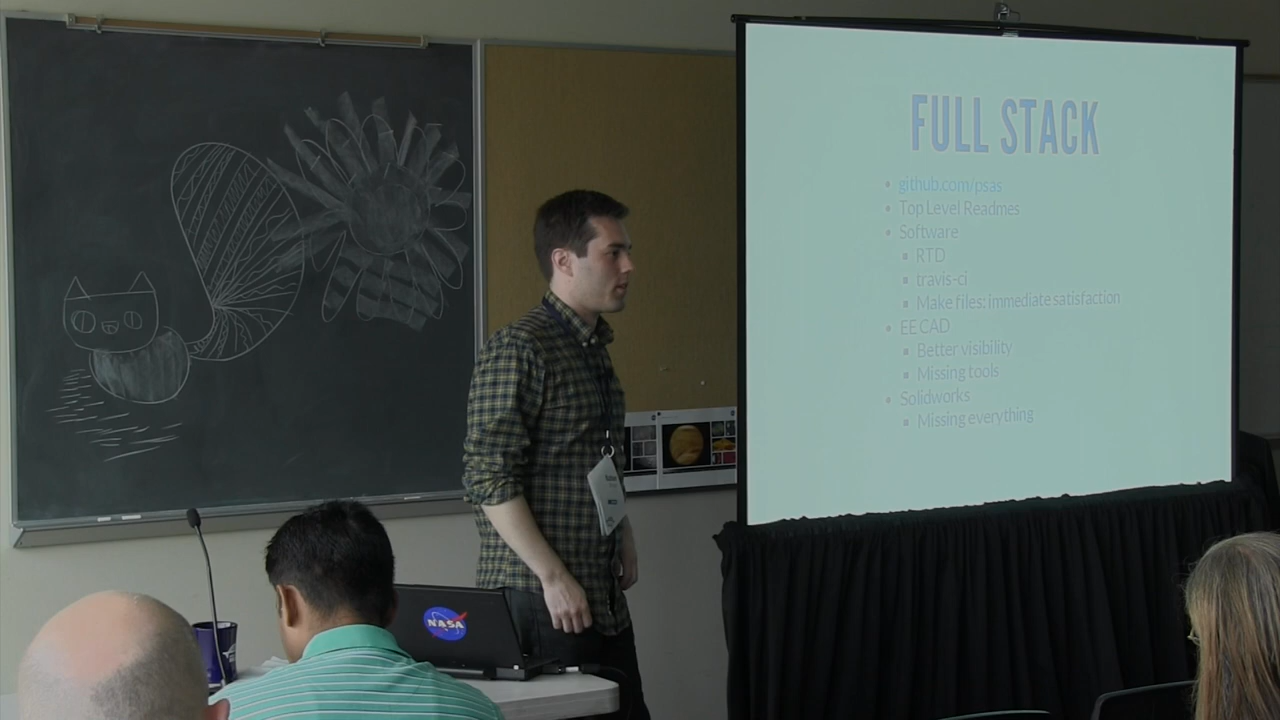 FULL STACK
github.com/psas
Top Level Readmes
Software
RTD
travis-ci
Make files: immediate satisfaction
EE CAD
Better visibility
Missing tools
Solidworks
Missing everything
NASA